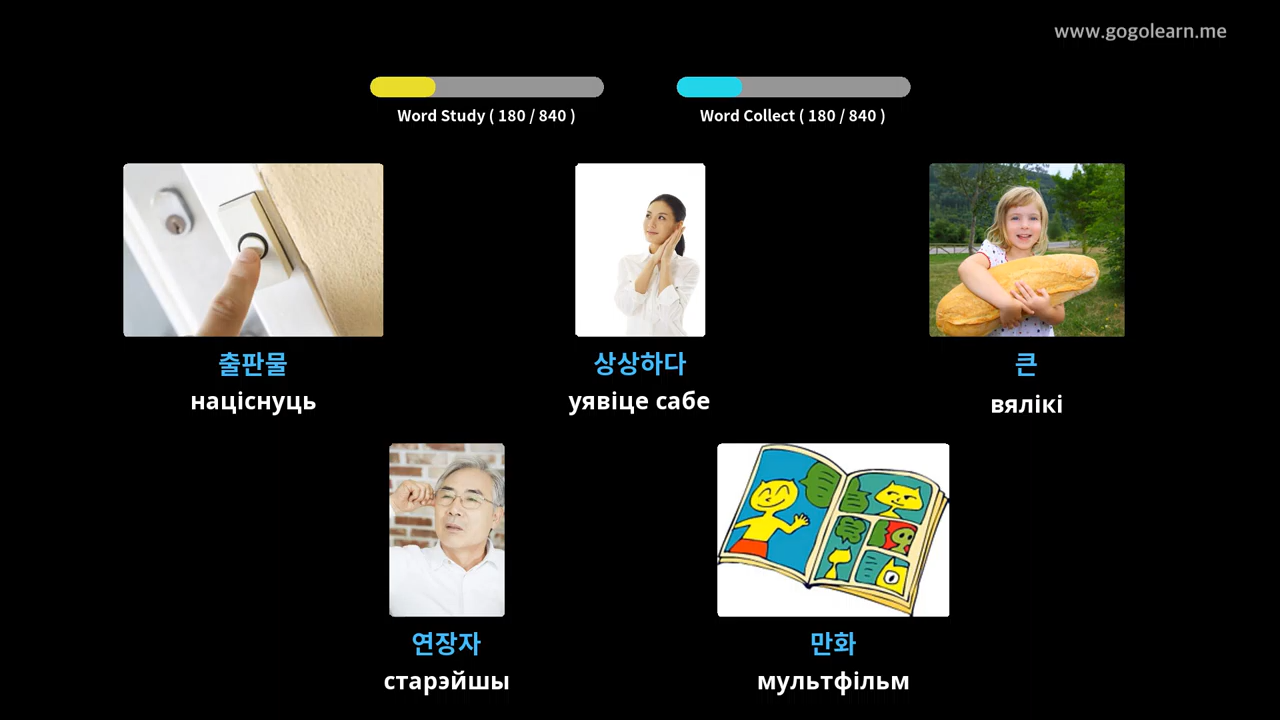 www.gogolearn.me
Word Study ( 180 / 840 )
Word Collect ( 180 / 840 )
출판물
націснуць
상상하다
уявіце сабе
큰
вялікі
연장자
старэйшы
만화
мультфільм